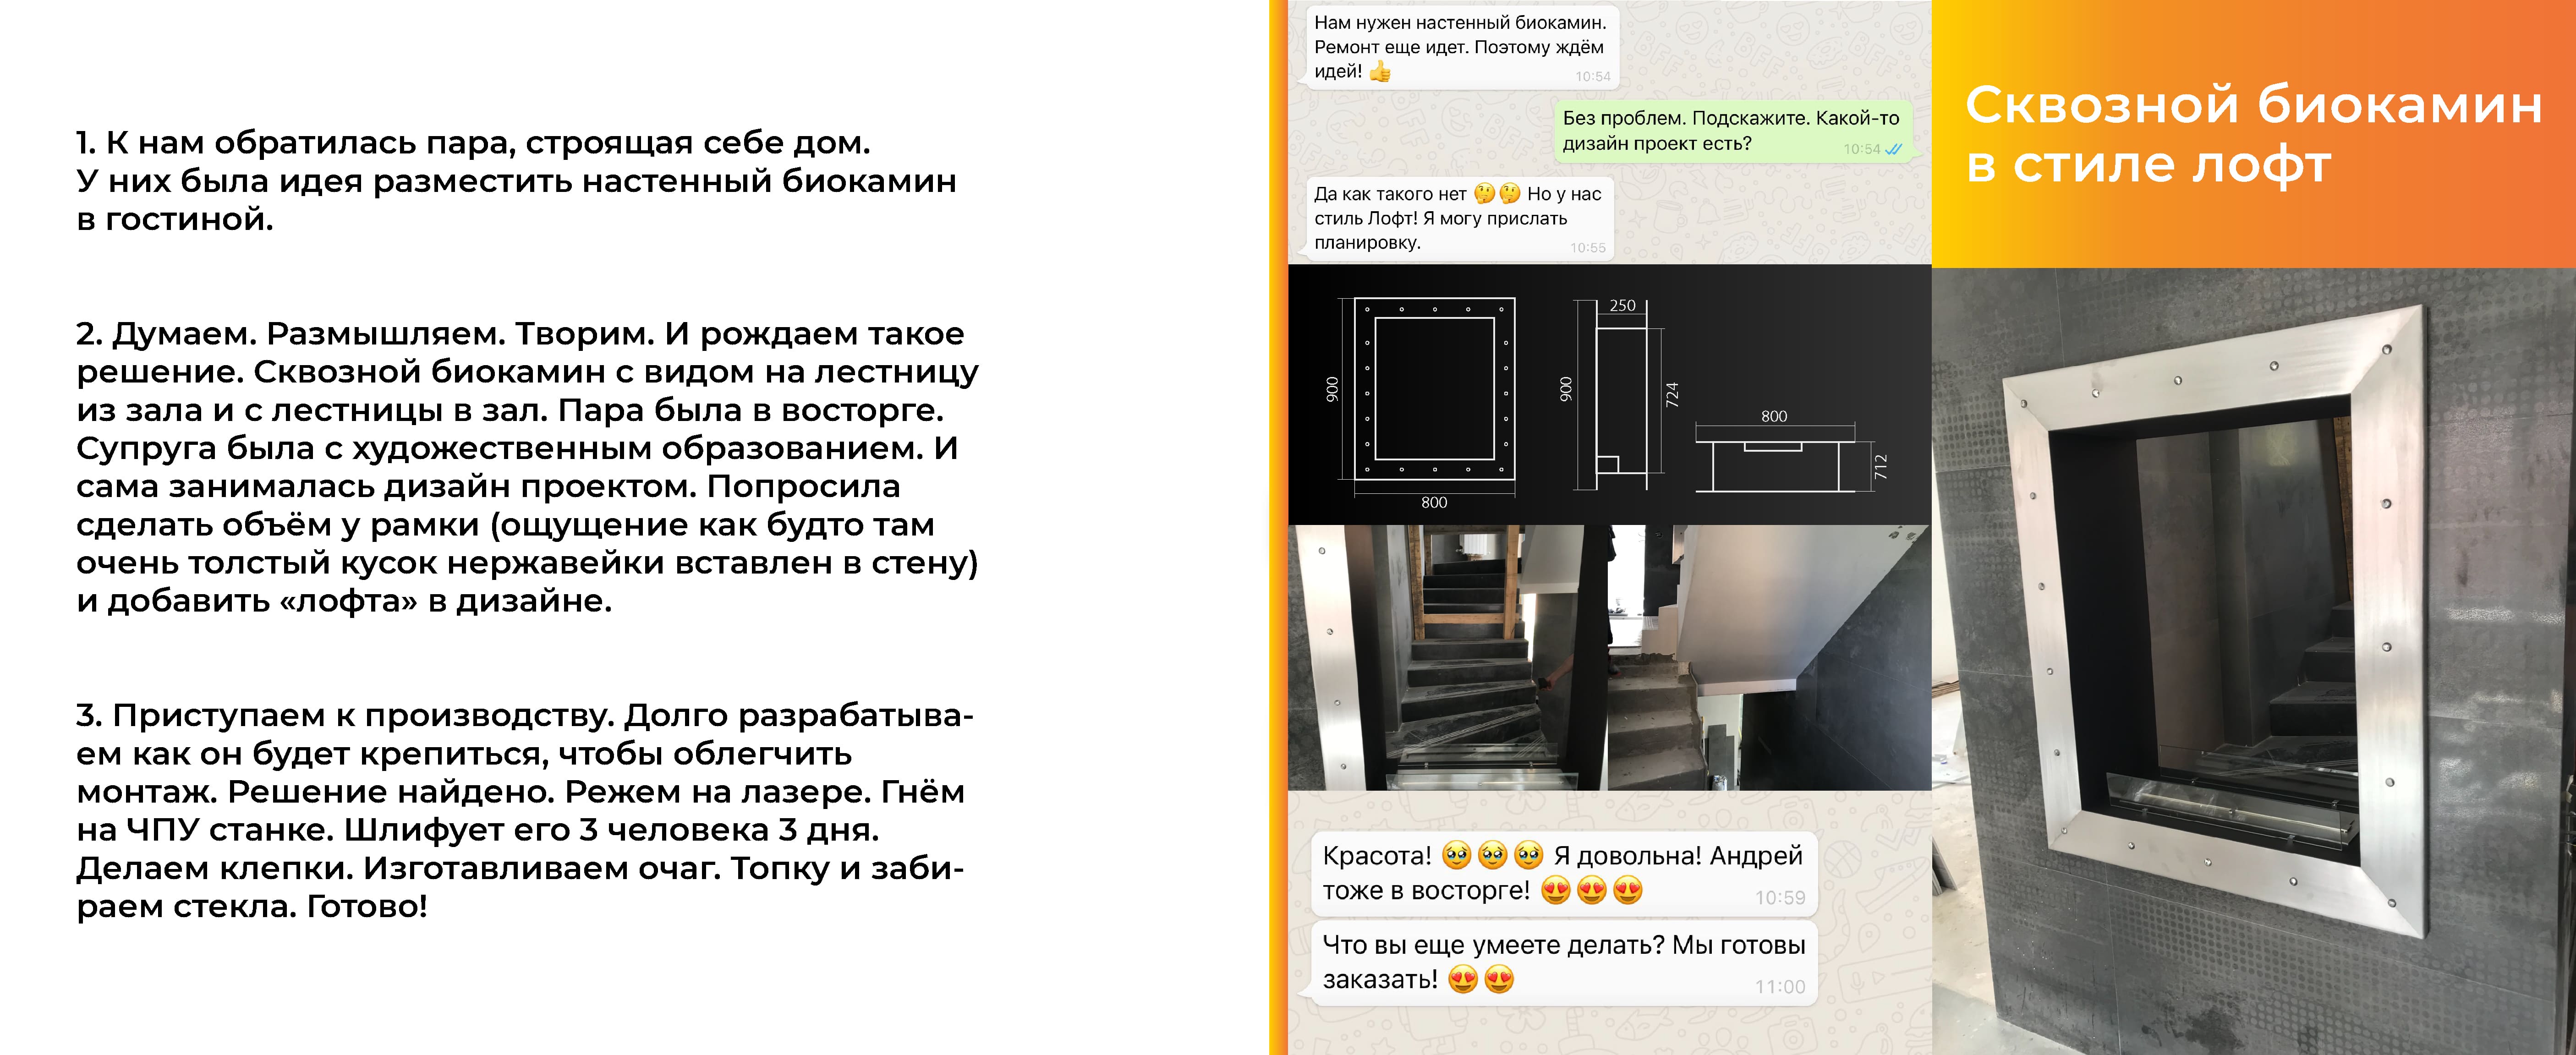 1. К нам обратилась пара, строящая себе дом.
У них была идея разместить настенный биокамин
в гостиной.
2. Думаем. Размышляем. Творим. И рождаем такое
решение. Сквозной биокамин с видом на лестницу
из зала и с лестницы в зал. Пара была в восторге.
Супруга была с художественным образованием. И
сама занималась дизайн проектом. Попросила
сделать объём у рамки (ощущение как будто там
очень толстый кусок нержавейки вставлен в стену)
и добавить «лофта» в дизайне.
3. Приступаем к производству. Долго разрабатыва-
ем как он будет крепиться, чтобы облегчить
монтаж. Решение найдено. Режем на лазере. Гнём
на ЧПУ станке. Шлифует его 3 человека 3 дня.
Делаем клепки. Изготавливаем очаг. Топку и заби-
раем стекла. Готово!
Нам нужен настенный биокамин.
Ремонт еще идет. Поэтому ждём
идей! 👍 10:54
Без проблем. Подскажите. Какой-то
дизайн проект есть? 10:54
Да как такого нет 🤔🤔 Но у нас
стиль Лофт! Я могу прислать
планировку. 10:55
900
800
250
900
724
800
712
Красота! 🥹🥹🥹 Я довольна! Андрей
тоже в восторге! 😍😍😍 10:59
Что вы еще умеете делать? Мы готовы
заказать! 😍😍 11:00
Сквозной биокамин
в стиле лофт